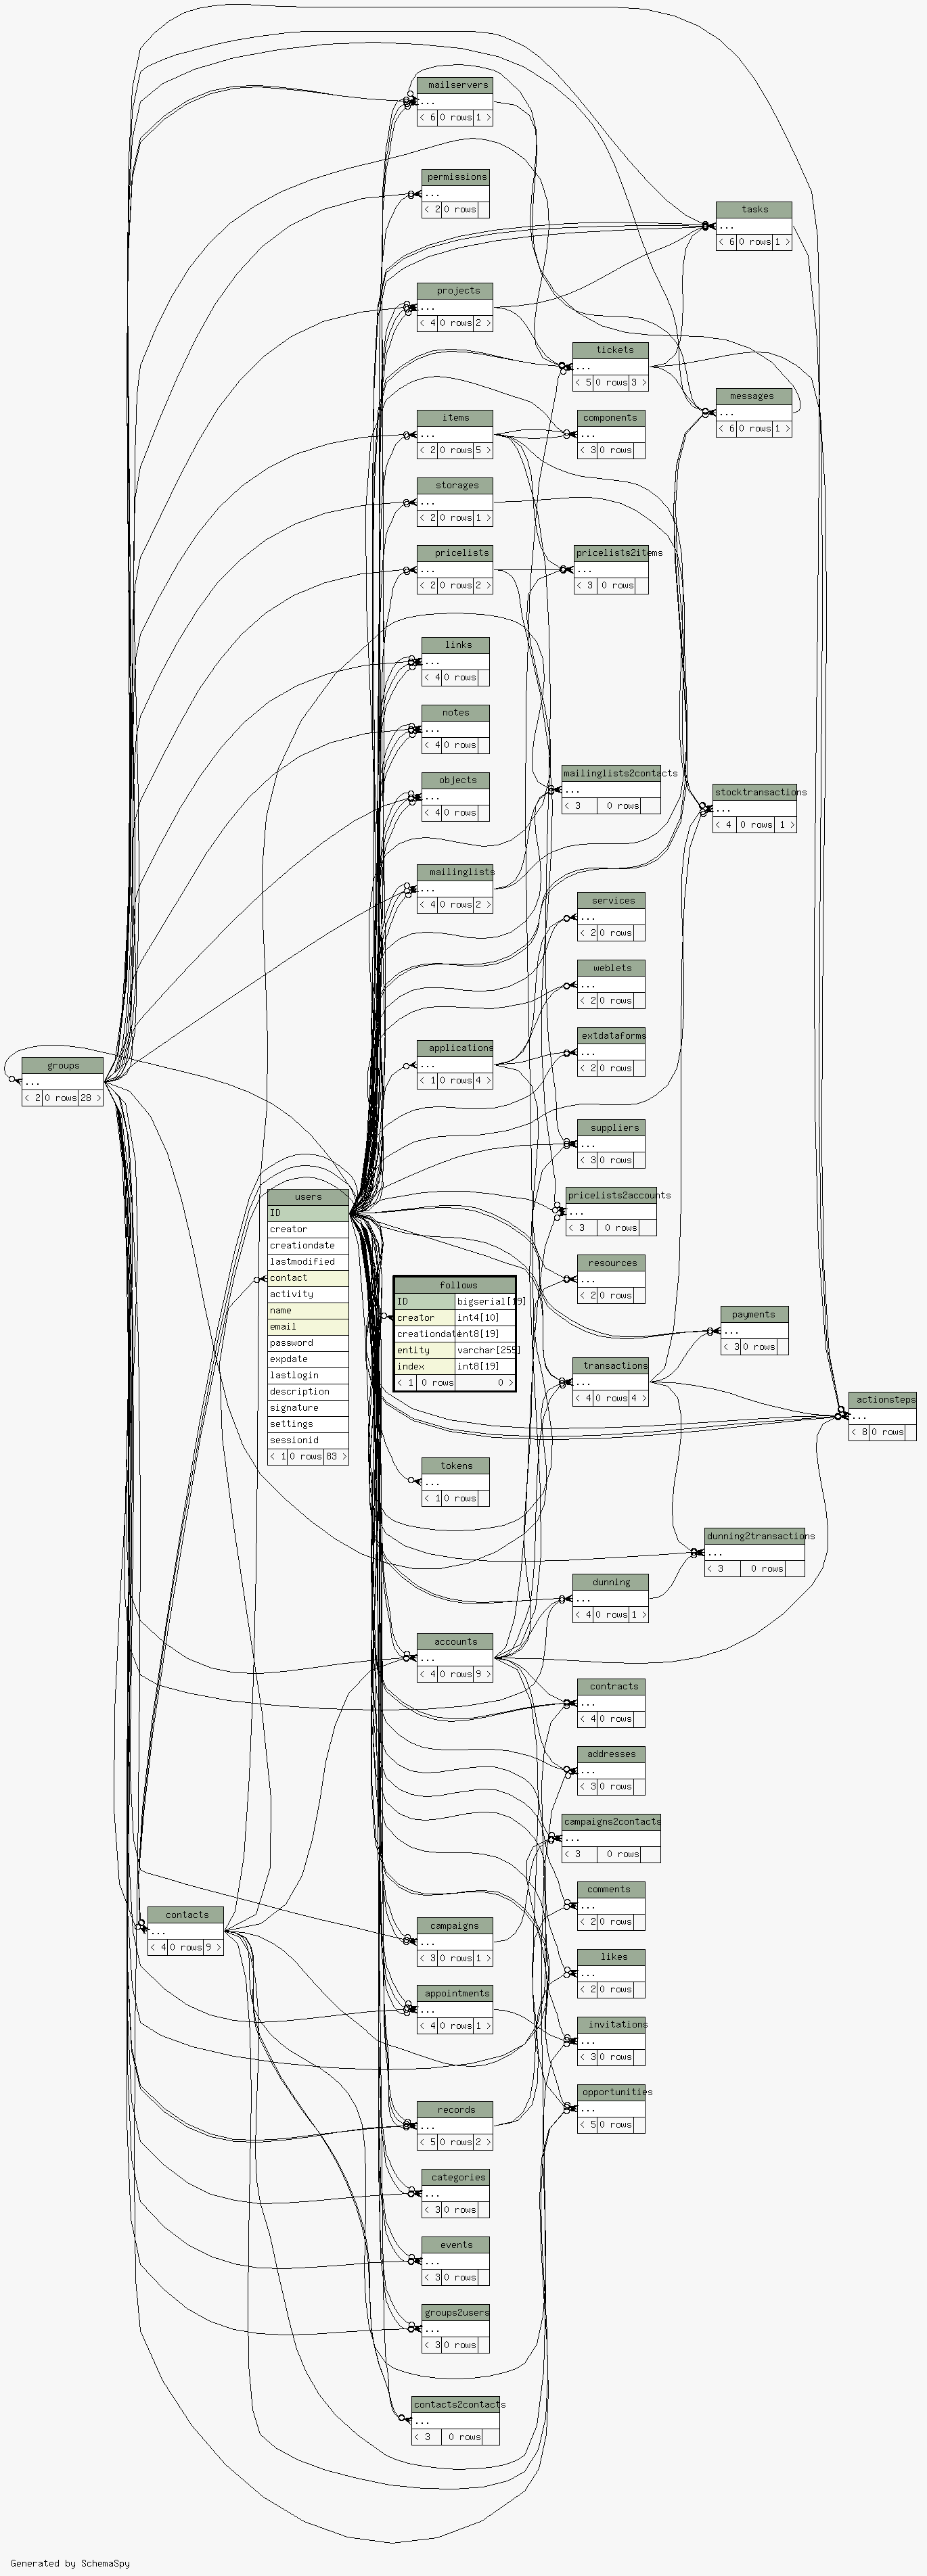 mailservers
...
< 6 0 rows 1 >
permissions
...
< 2 0 rows
tasks
...
< 6 0 rows 1 >
projects
...
< 4 0 rows 2 >
tickets
...
< 5 0 rows 3 >
messages
...
< 6 0 rows 1 >
items
...
< 2 0 rows 5 >
components
...
< 3 0 rows
storages
...
< 2 0 rows 1 >
pricelists
...
< 2 0 rows 2 >
pricelists2items
...
< 3 0 rows
links
...
< 4 0 rows
notes
...
< 4 0 rows
objects
...
< 4 0 rows
mailinglists2contacts
...
< 3 0 rows
stocktransactions
...
< 4 0 rows 1 >
mailinglists
...
< 4 0 rows 2 >
services
...
< 2 0 rows
weblets
...
< 2 0 rows
applications
...
< 1 0 rows 4 >
extdataforms
...
< 2 0 rows
groups
...
< 2 0 rows 28 >
suppliers
...
< 3 0 rows
users
ID
creator
creationdate
lastmodified
contact
activity
name
email
password
expdate
lastlogin
description
signature
settings
sessionid
< 1 0 rows 83 >
pricelists2accounts
...
< 3 0 rows
resources
...
< 2 0 rows
follows
ID bigserial[19]
creator int4[10]
creationdate int8[19]
entity varchar[255]
index int8[19]
< 1 0 rows 0 >
payments
...
< 3 0 rows
transactions
...
< 4 0 rows 4 >
actionsteps
...
< 8 0 rows
tokens
...
< 1 0 rows
dunning2transactions
...
< 3 0 rows
dunning
...
< 4 0 rows 1 >
accounts
...
< 4 0 rows 9 >
contracts
...
< 4 0 rows
addresses
...
< 3 0 rows
campaigns2contacts
...
< 3 0 rows
comments
...
< 2 0 rows
contacts
...
< 4 0 rows 9 >
campaigns
...
< 3 0 rows 1 >
likes
...
< 2 0 rows
appointments
...
< 4 0 rows 1 >
invitations
...
< 3 0 rows
opportunities
...
< 5 0 rows
records
...
< 5 0 rows 2 >
categories
...
< 3 0 rows
events
...
< 3 0 rows
groups2users
...
< 3 0 rows
contacts2contacts
...
< 3 0 rows
Generated by SchemaSpy